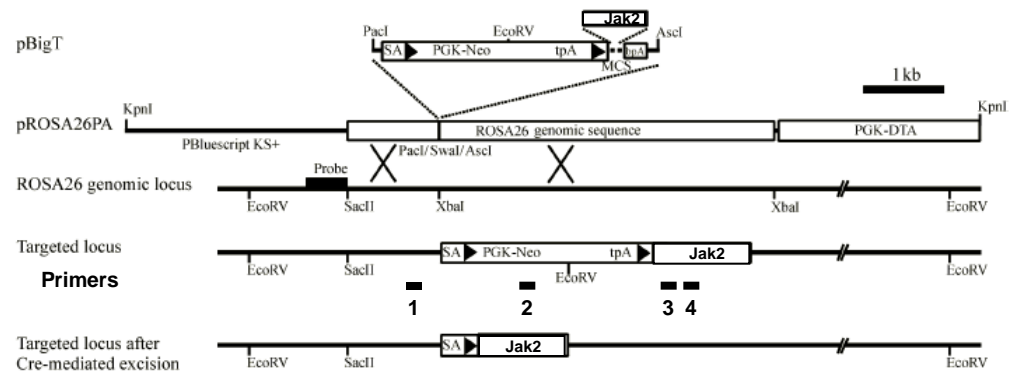 Jak2
pBigT
PacI
EcoRV
AscI
SA PGK-Neo tpA bpA
MCS
1 kb
KpnI
KpnI
pROSA26PA
ROSA26 genomic sequence
PGK-DTA
PBluescript KS+
PacI/SwaI/AscI
Probe
ROSA26 genomic locus
EcoRV SacII XbaI XbaI EcoRV
Targeted locus
SA PGK-Neo tpA Jak2
EcoRV SacII EcoRV EcoRV
Primers
1 2 3 4
Targeted locus after
Cre-mediated excision
SA Jak2
EcoRV SacII EcoRV